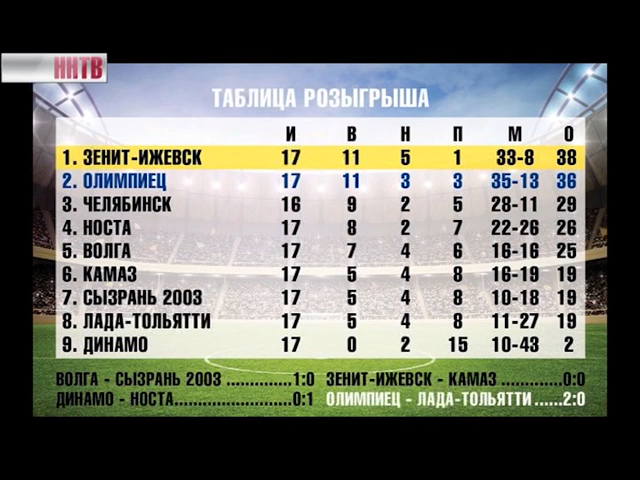 ННТВ
ТАБЛИЦА РОЗЫГРЫША
И В Н П М О
1. ЗЕНИТ-ИЖЕВСК 17 11 5 1 33-8 38
2. ОЛИМПИЕЦ 17 11 3 3 35-13 36
3. ЧЕЛЯБИНСК 16 9 2 5 28-11 29
4. НОСТА 17 8 2 7 22-26 26
5. ВОЛГА 17 7 4 6 16-16 25
6. КАМАЗ 17 5 4 8 16-19 19
7. СЫЗРАНЬ 2003 17 5 4 8 10-18 19
8. ЛАДА-ТОЛЬЯТТИ 17 5 4 8 11-27 19
9. ДИНАМО 17 0 2 15 10-43 2
ВОЛГА - СЫЗРАНЬ 2003 .............1:0 ЗЕНИТ-ИЖЕВСК - КАМАЗ .............0:0
ДИНАМО - НОСТА.......................0:1 ОЛИМПИЕЦ - ЛАДА-ТОЛЬЯТТИ ......2:0